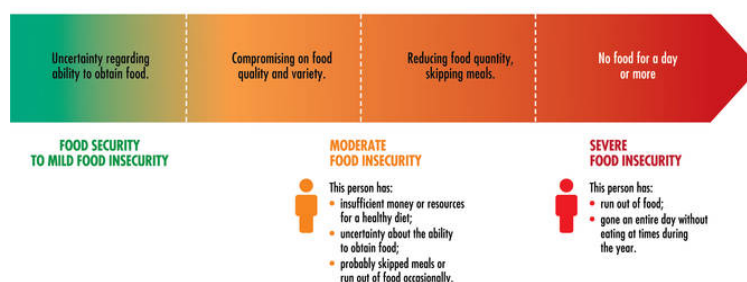 Uncertainty regarding
ability to obtain food.
Compromising on food
quality and variety.
Reducing food quantity,
skipping meals.
No food for a day
or more
FOOD SECURITY
TO MILD FOOD INSECURITY
MODERATE
FOOD INSECURITY
This person has:
• insufficient money or resources
for a healthy diet;
• uncertainty about the ability
to obtain food;
• probably skipped meals or
run out of food occasionally.
SEVERE
FOOD INSECURITY
This person has:
• run out of food;
• gone an entire day without
eating at times during
the year.